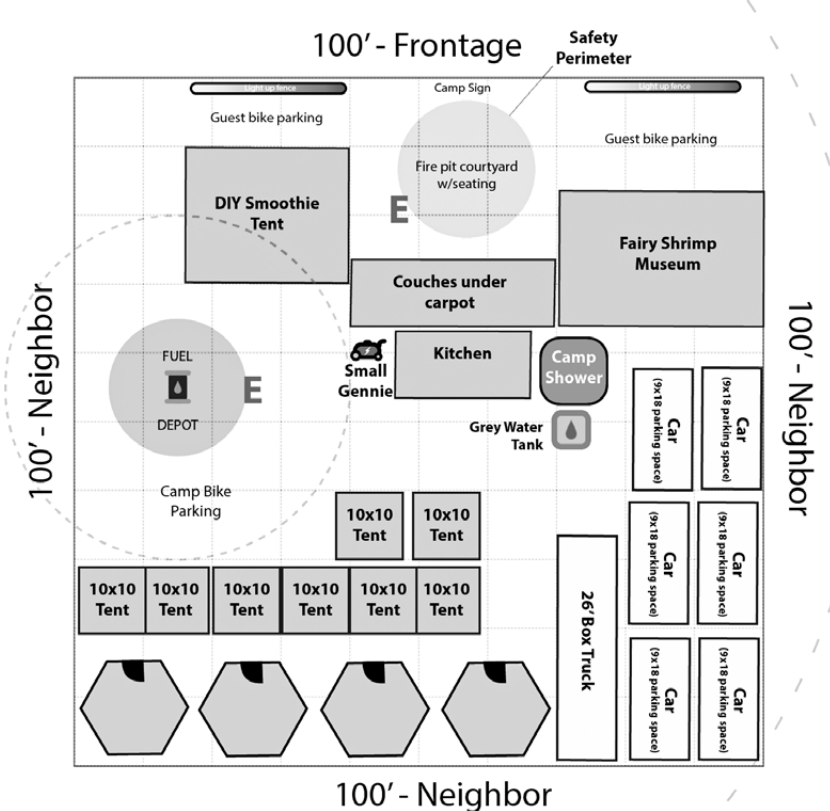 100' - Frontage
Safety
Perimeter
Light up fence
Camp Sign
Light up fence
Guest bike parking
Guest bike parking
Fire pit courtyard
w/seating
DIY Smoothie
Tent
E
Fairy Shrimp
Museum
Couches under
carpot
100' - Neighbor
100' - Neighbor
FUEL
DEPOT
E
Small
Gennie
Kitchen
Camp
Shower
Grey Water
Tank
Car
(9x18 parking space)
Car
(9x18 parking space)
Camp Bike
Parking
10x10
Tent
10x10
Tent
Car
(9x18 parking space)
Car
(9x18 parking space)
10x10
Tent
10x10
Tent
10x10
Tent
10x10
Tent
10x10
Tent
10x10
Tent
26' Box Truck
Car
(9x18 parking space)
Car
(9x18 parking space)
100' - Neighbor